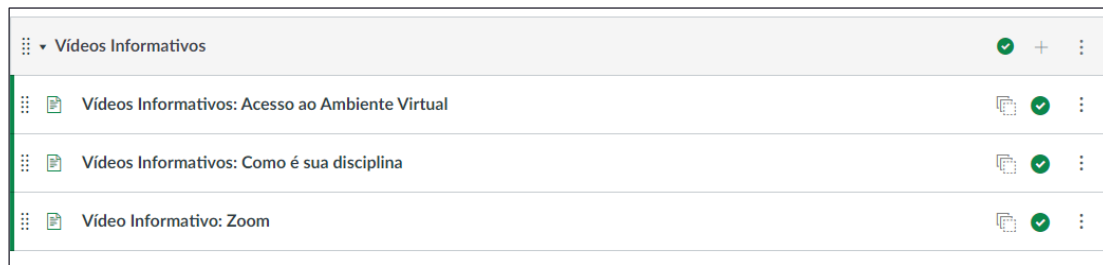 Vídeos Informativos
Vídeos Informativos: Acesso ao Ambiente Virtual
Vídeos Informativos: Como é sua disciplina
Vídeo Informativo: Zoom